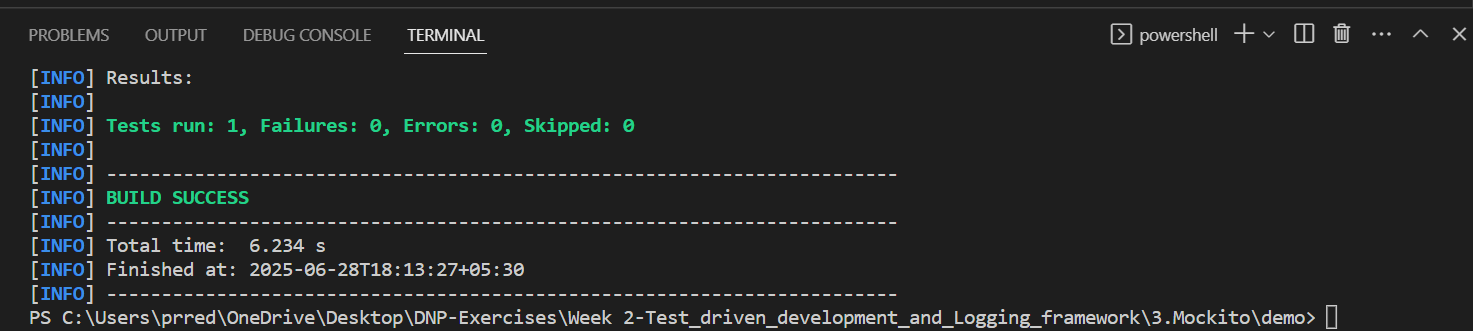 PROBLEMS OUTPUT DEBUG CONSOLE TERMINAL powershell
[INFO] Results:
[INFO]
[INFO] Tests run: 1, Failures: 0, Errors: 0, Skipped: 0
[INFO]
[INFO] ------------------------------------------------------------------------
[INFO] BUILD SUCCESS
[INFO] ------------------------------------------------------------------------
[INFO] Total time:  6.234 s
[INFO] Finished at: 2025-06-28T18:13:27+05:30
[INFO] ------------------------------------------------------------------------
PS C:\Users\prred\OneDrive\Desktop\DNP-Exercises\Week 2-Test_driven_development_and_Logging_framework\3.Mockito\demo>